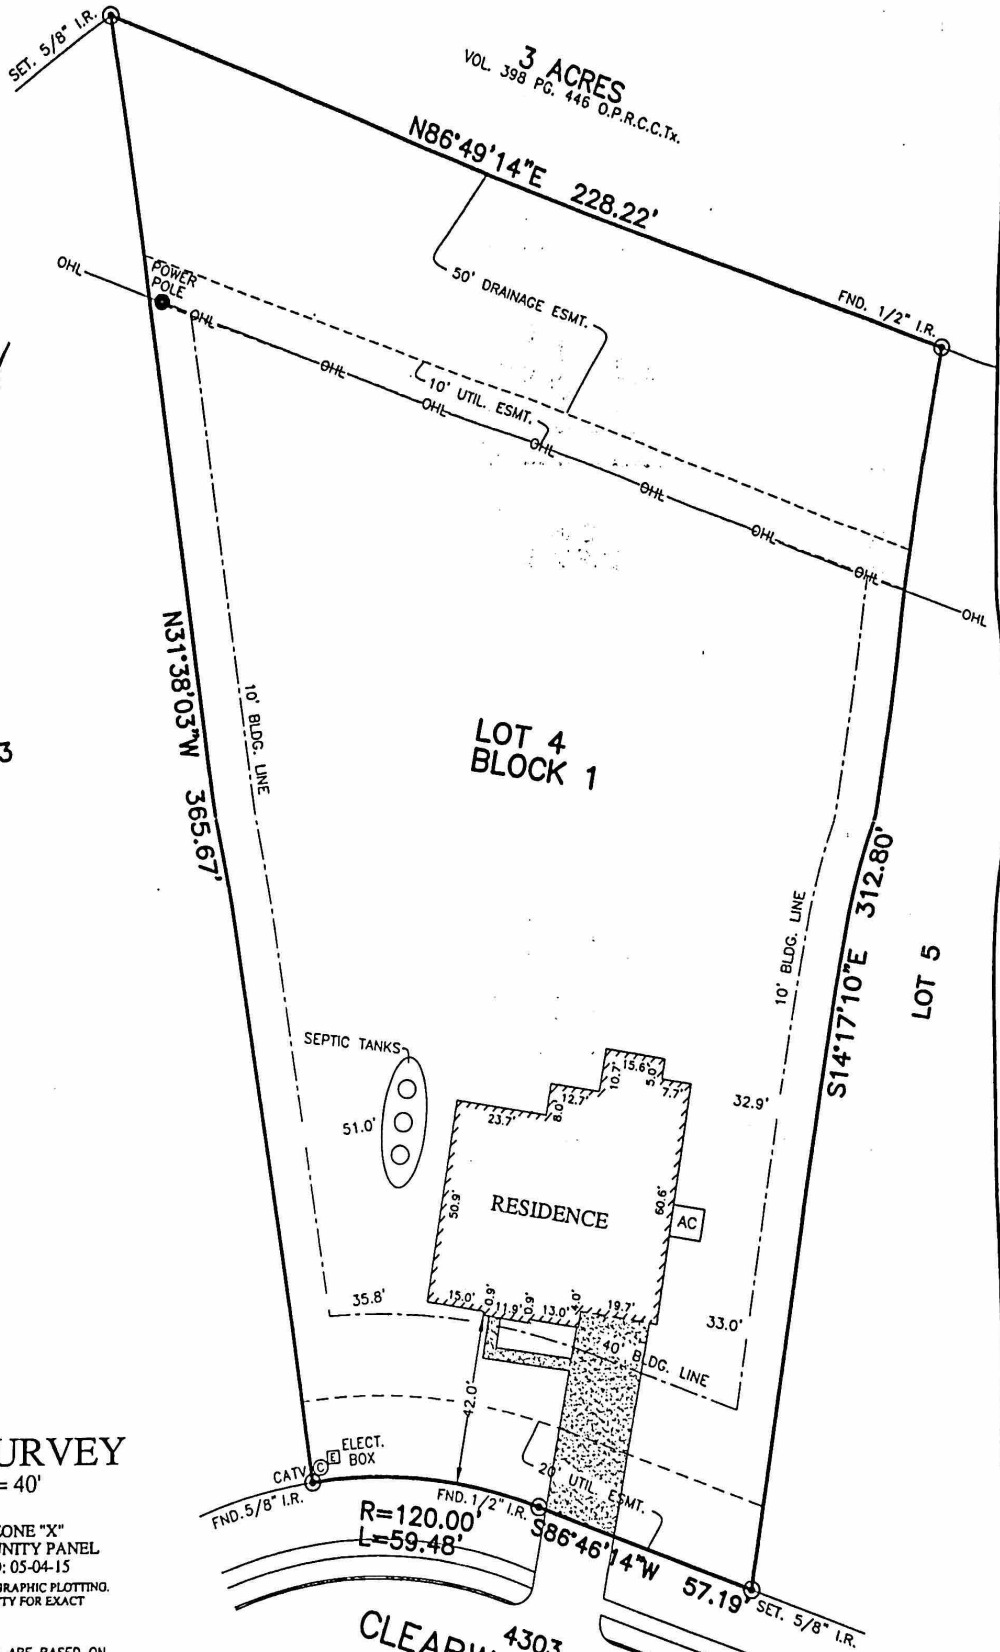 SET. 5/8" I.R.
3 ACRES
VOL. 398 PG. 446 O.P.R.C.C.Tx.
N86°49'14"E 228.22'
FND. 1/2" I.R.
50' DRAINAGE ESMT.
OHL
POWER
POLE
OHL
OHL
10' UTIL. ESMT.
OHL
OHL
OHL
OHL
OHL
OHL
N31°38'03"W 365.67'
10' BLDG. LINE
LOT 4
BLOCK 1
3
S14°17'10"E 312.80'
10' BLDG. LINE
LOT 5
SEPTIC TANKS
51.0'
23.7'
8.0'
12.7'
10.7'
15.6'
5.0'
7.7'
32.9'
50.9'
RESIDENCE
60.6'
AC
35.8'
15.0'
0.9'
11.9'
0.9'
13.0'
4.0'
19.7'
33.0'
40' BLDG. LINE
42.0'
URVEY
= 40'
ELECT.
BOX
E
CATV
C
FND. 5/8" I.R.
FND. 1/2" I.R.
20' UTIL. ESMT.
R=120.00'
L=59.48'
S86°46'14"W 57.19'
SET. 5/8" I.R.
ONE "X"
UNITY PANEL
: 05-04-15
GRAPHIC PLOTTING.
TY FOR EXACT
ARE BASED ON
4303
CLEARW